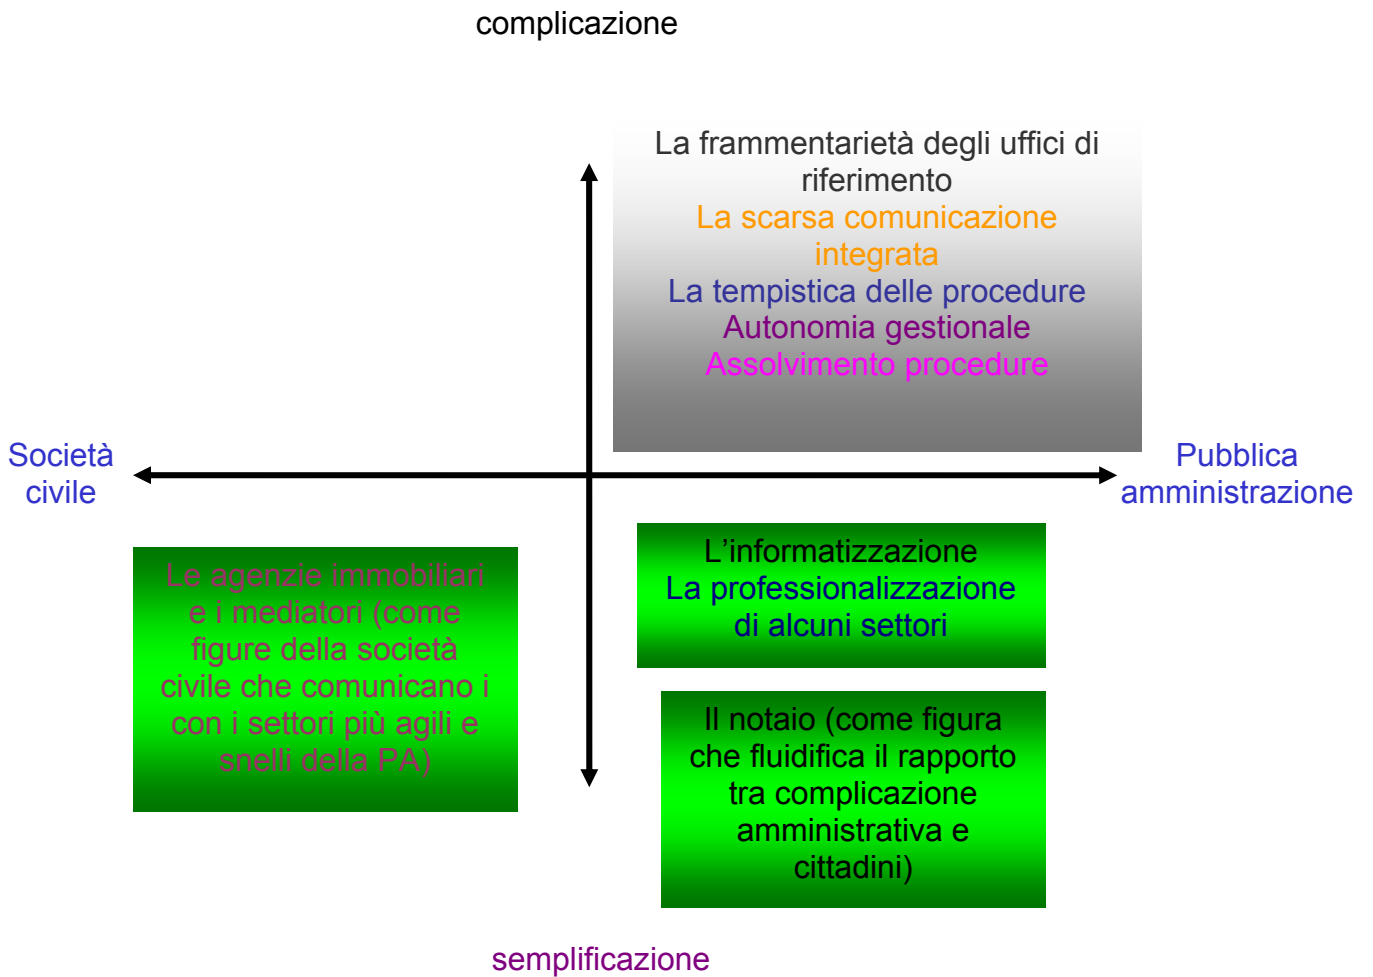 complicazione
La frammentarietà degli uffici di
riferimento
La scarsa comunicazione
integrata
La tempistica delle procedure
Autonomia gestionale
Assolvimento procedure
Società
civile
Pubblica
amministrazione
Le agenzie immobiliari
e i mediatori (come
figure della società
civile che comunicano i
con i settori più agili e
snelli della PA)
L'informatizzazione
La professionalizzazione
di alcuni settori
Il notaio (come figura
che fluidifica il rapporto
tra complicazione
amministrativa e
cittadini)
semplificazione